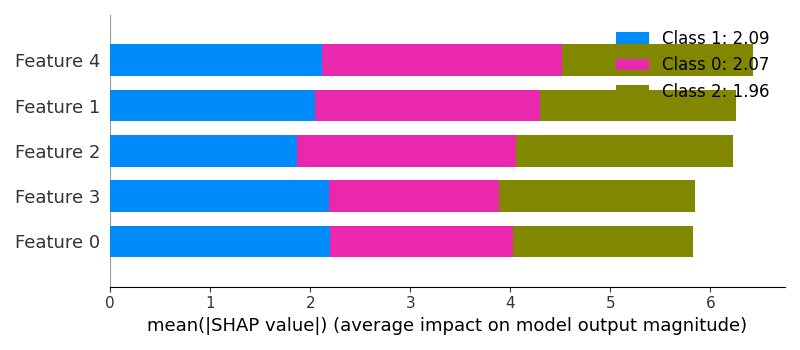 Class 1: 2.09
Class 0: 2.07
Class 2: 1.96
Feature 4
Feature 1
Feature 2
Feature 3
Feature 0
0 1 2 3 4 5 6
mean(|SHAP value|) (average impact on model output magnitude)